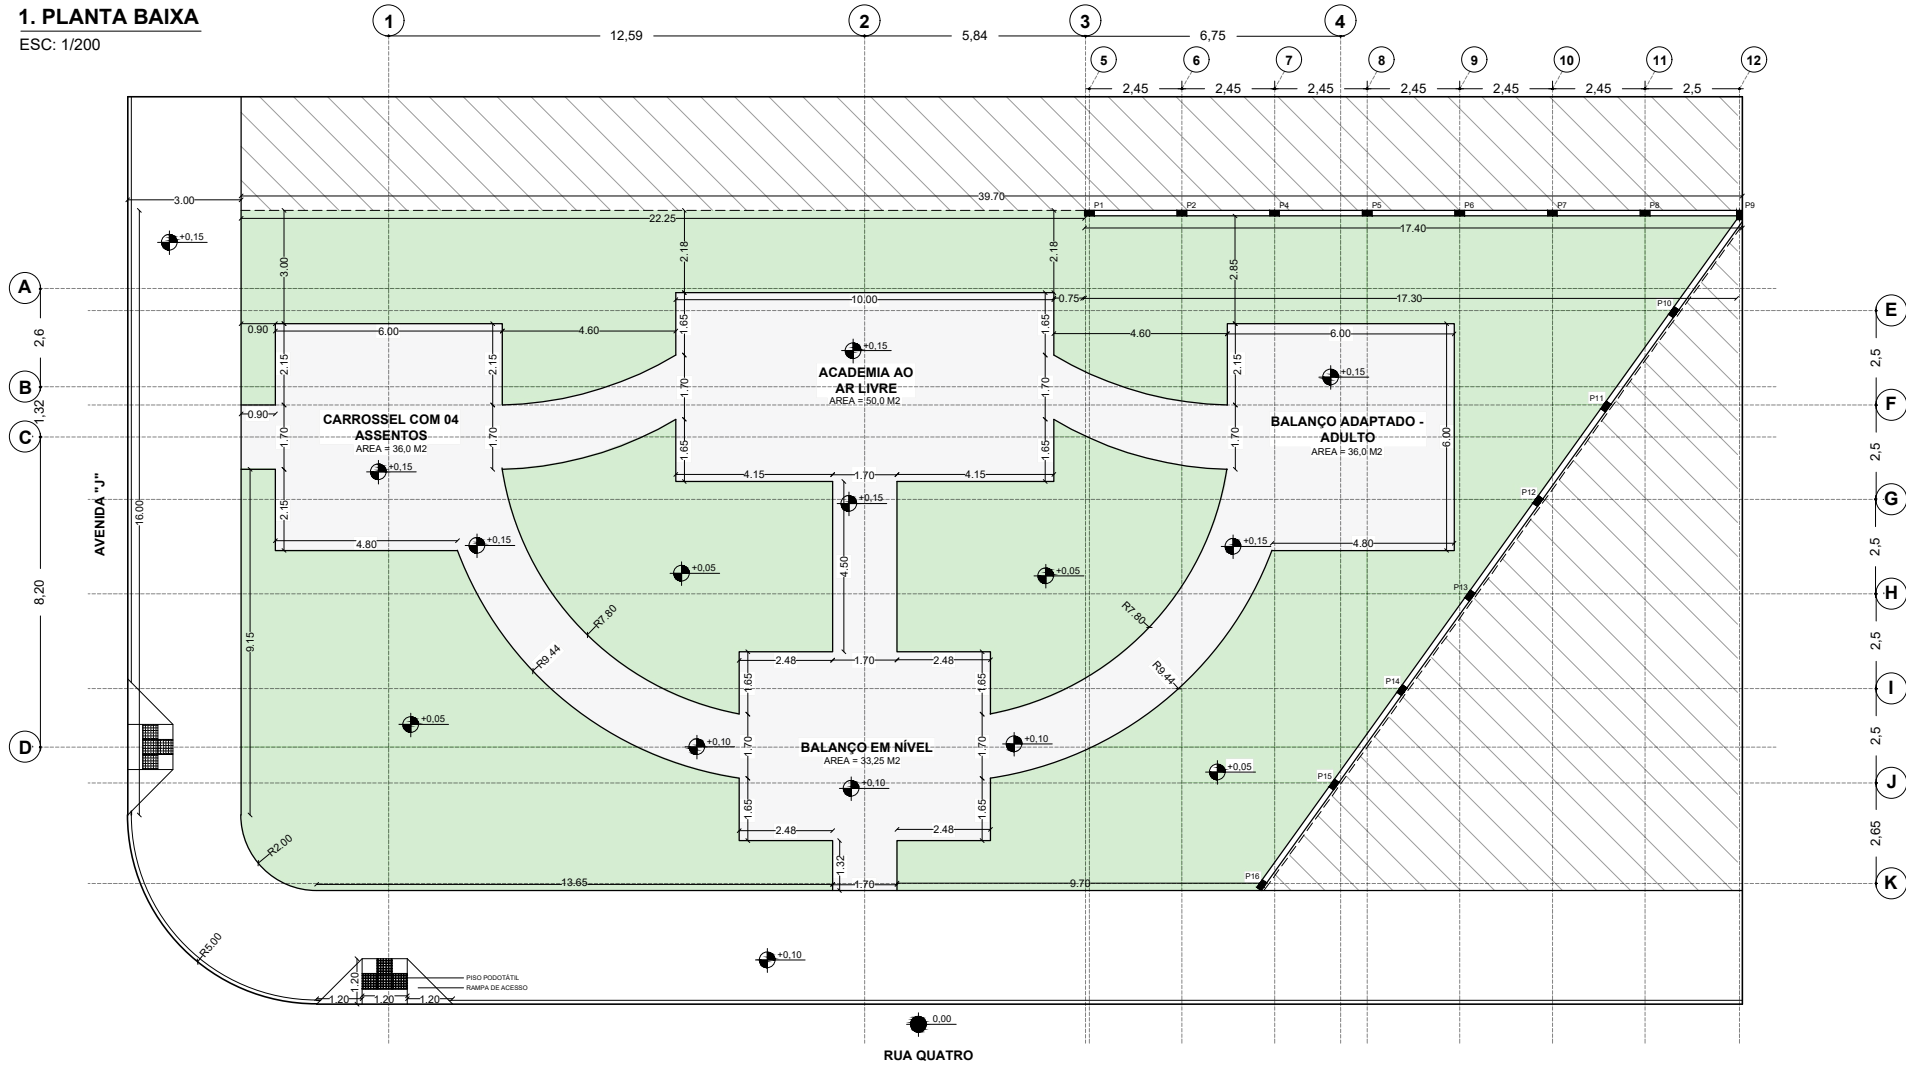 1. PLANTA BAIXA
ESC: 1/200
1 2 3 4
12,59 5,84 6,75
5 6 7 8 9 10 11 12
2,45 2,45 2,45 2,45 2,45 2,45 2,5
39.70
3.00
P1 P2 P4 P5 P6 P7 P8 P9
22.25
17.40
+0,15
3.00 2.18 2.18 2.85
A
10.00 0.75 17.30
P10
E
0.90 6.00 4.60 4.60 6.00
2,6 1.65 1.65 2,5
+0,15
2.15 2.15 2.15
ACADEMIA AO
AR LIVRE
AREA = 50,0 M2
+0,15
1.70 1.70
B
P11
F
0.90
1,32
CARROSSEL COM 04
ASSENTOS
AREA = 36,0 M2
+0,15
BALANÇO ADAPTADO -
ADULTO
AREA = 36,0 M2
C
1.70 1.70 1.65 1.65 1.70 6.00
2,5
4.15 1.70 4.15
P12
G
+0,15
AVENIDA "J"
16.00
2.15
4.80
+0,15
+0,15
4.80
2,5
+0,05
4.50
+0,05
8,20
P13
H
R7.80
R7.80
9.15
2,5
R9.44
2.48 1.70 2.48
R9.44
1.65 1.65
P14
I
+0,05
D
+0,10
1.70
BALANÇO EM NÍVEL
AREA = 33,25 M2
1.70
+0,10
2,5
+0,05
+0,10
P15
J
1.65 1.65
2.48 2.48
R2.00
1.32
2,65
P16
13.65 1.70 9.70
K
R5.00
+0,10
1.20
PISO PODOTÁTIL
RAMPA DE ACESSO
1.20 1.20 1.20
0,00
RUA QUATRO